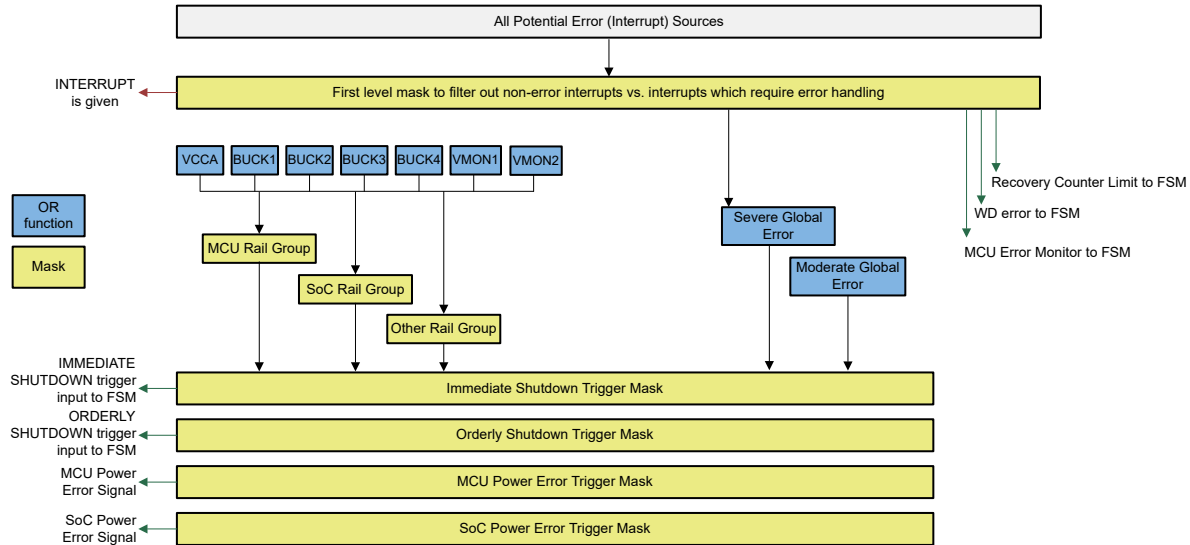 All Potential Error (Interrupt) Sources
INTERRUPT
is given
First level mask to filter out non-error interrupts vs. interrupts which require error handling
VCCA
BUCK1
BUCK2
BUCK3
BUCK4
VMON1
VMON2
Recovery Counter Limit to FSM
WD error to FSM
MCU Error Monitor to FSM
OR
function
Mask
Severe Global
Error
Moderate Global
Error
MCU Rail Group
SoC Rail Group
Other Rail Group
IMMEDIATE
SHUTDOWN trigger
input to FSM
Immediate Shutdown Trigger Mask
ORDERLY
SHUTDOWN trigger
input to FSM
Orderly Shutdown Trigger Mask
MCU Power
Error Signal
MCU Power Error Trigger Mask
SoC Power
Error Signal
SoC Power Error Trigger Mask